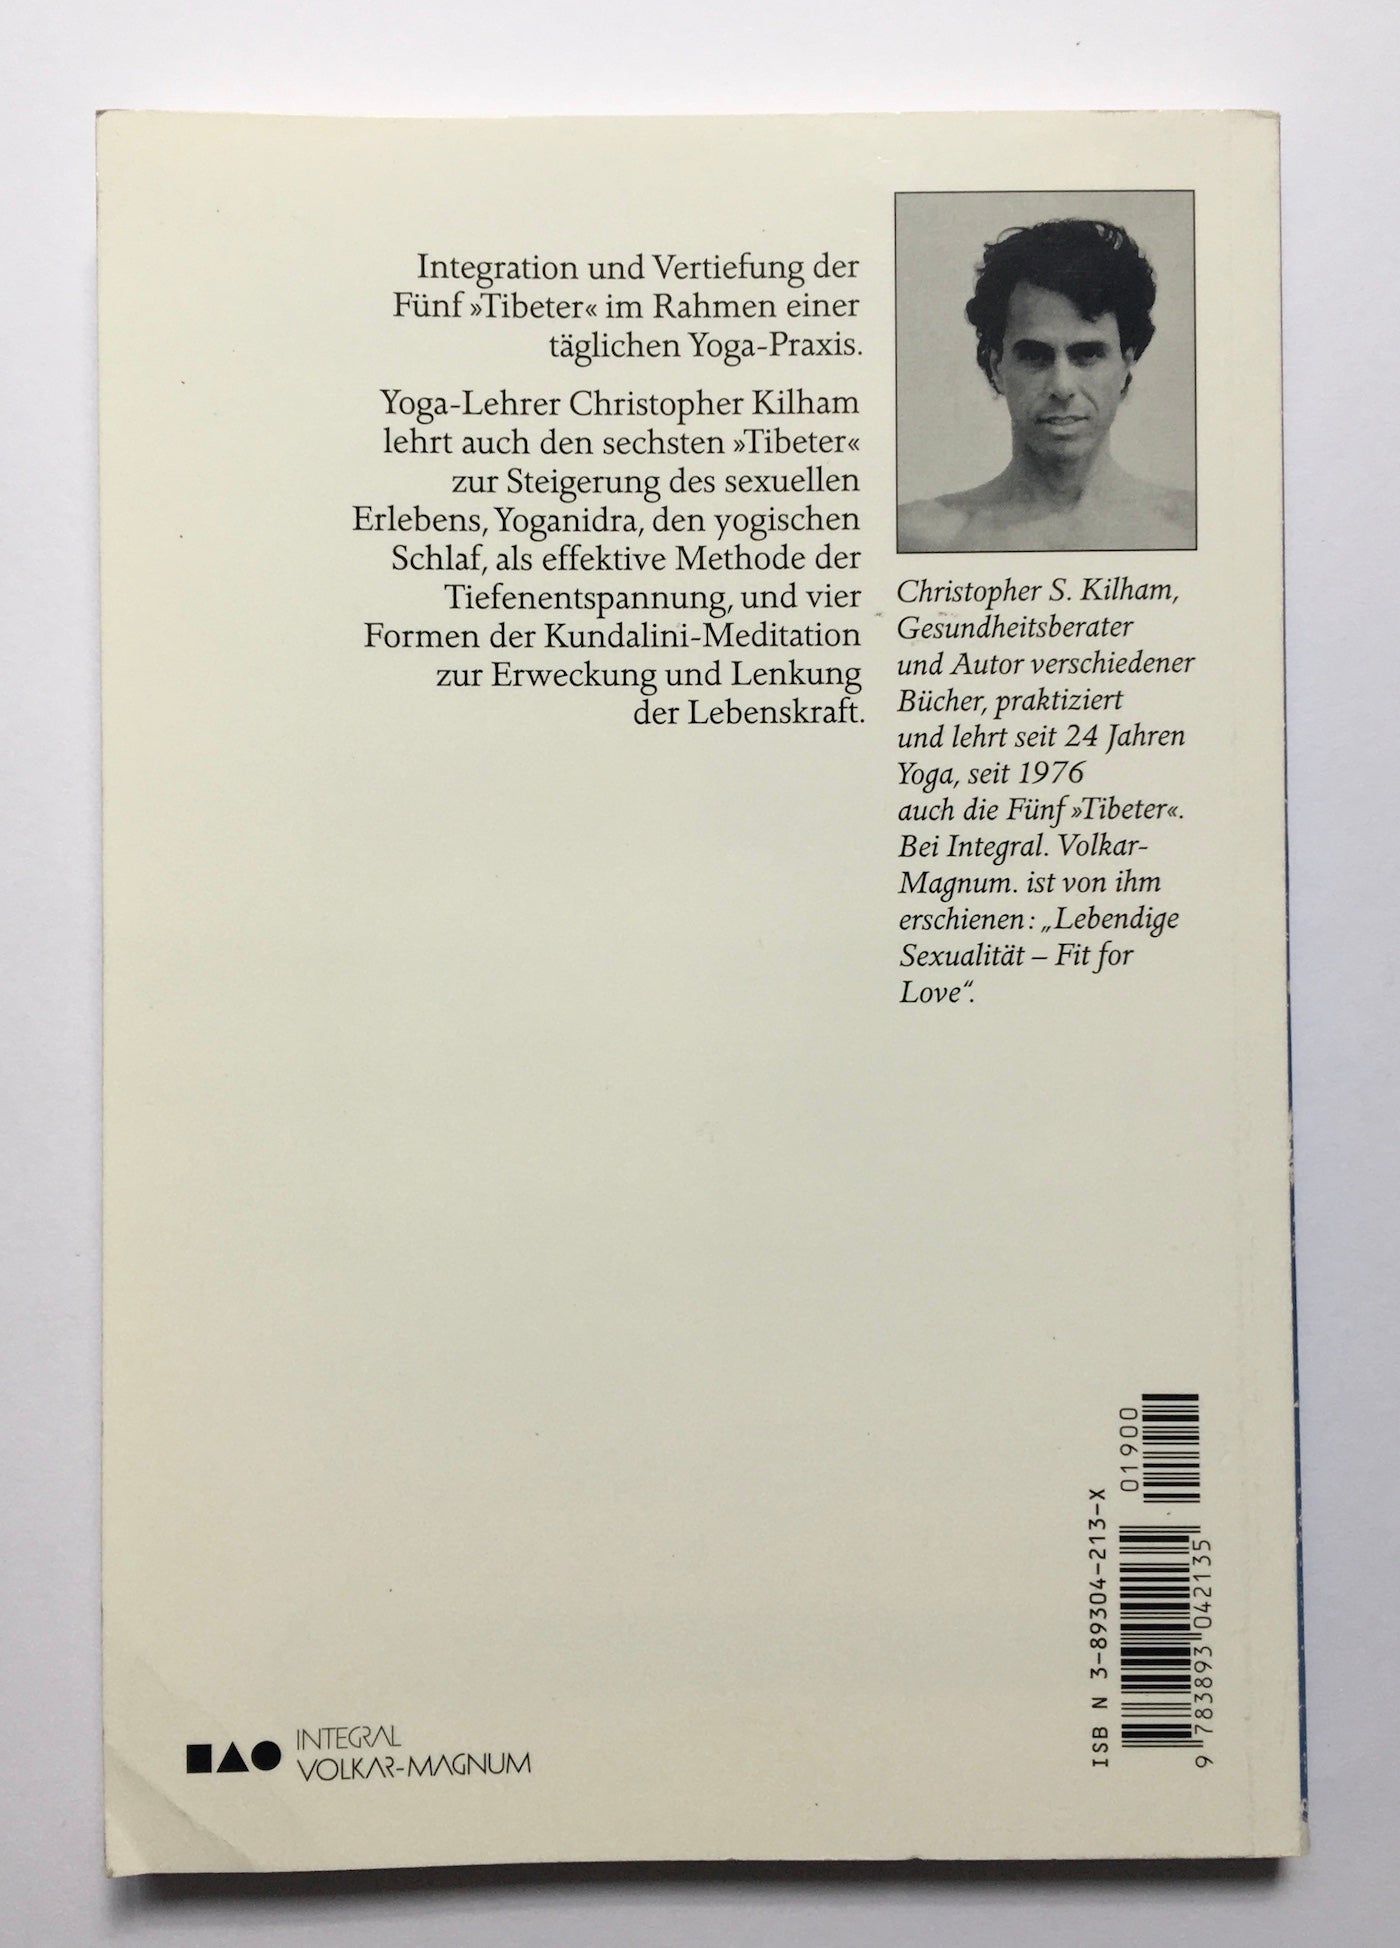 Integration und Vertiefung der
Fünf »Tibeter« im Rahmen einer
täglichen Yoga-Praxis.
Yoga-Lehrer Christopher Kilham
lehrt auch den sechsten »Tibeter«
zur Steigerung des sexuellen
Erlebens, Yoganidra, den yogischen
Schlaf, als effektive Methode der
Tiefenentspannung, und vier
Formen der Kundalini-Meditation
zur Erweckung und Lenkung
der Lebenskraft.
Christopher S. Kilham,
Gesundheitsberater
und Autor verschiedener
Bücher, praktiziert
und lehrt seit 24 Jahren
Yoga, seit 1976
auch die Fünf »Tibeter«.
Bei Integral. Volkar-
Magnum. ist von ihm
erschienen: „Lebendige
Sexualität – Fit for
Love“.
ISB N 3-89304-213-X
01900
9 783893 042135
INTEGRAL
VOLKAR-MAGNUM